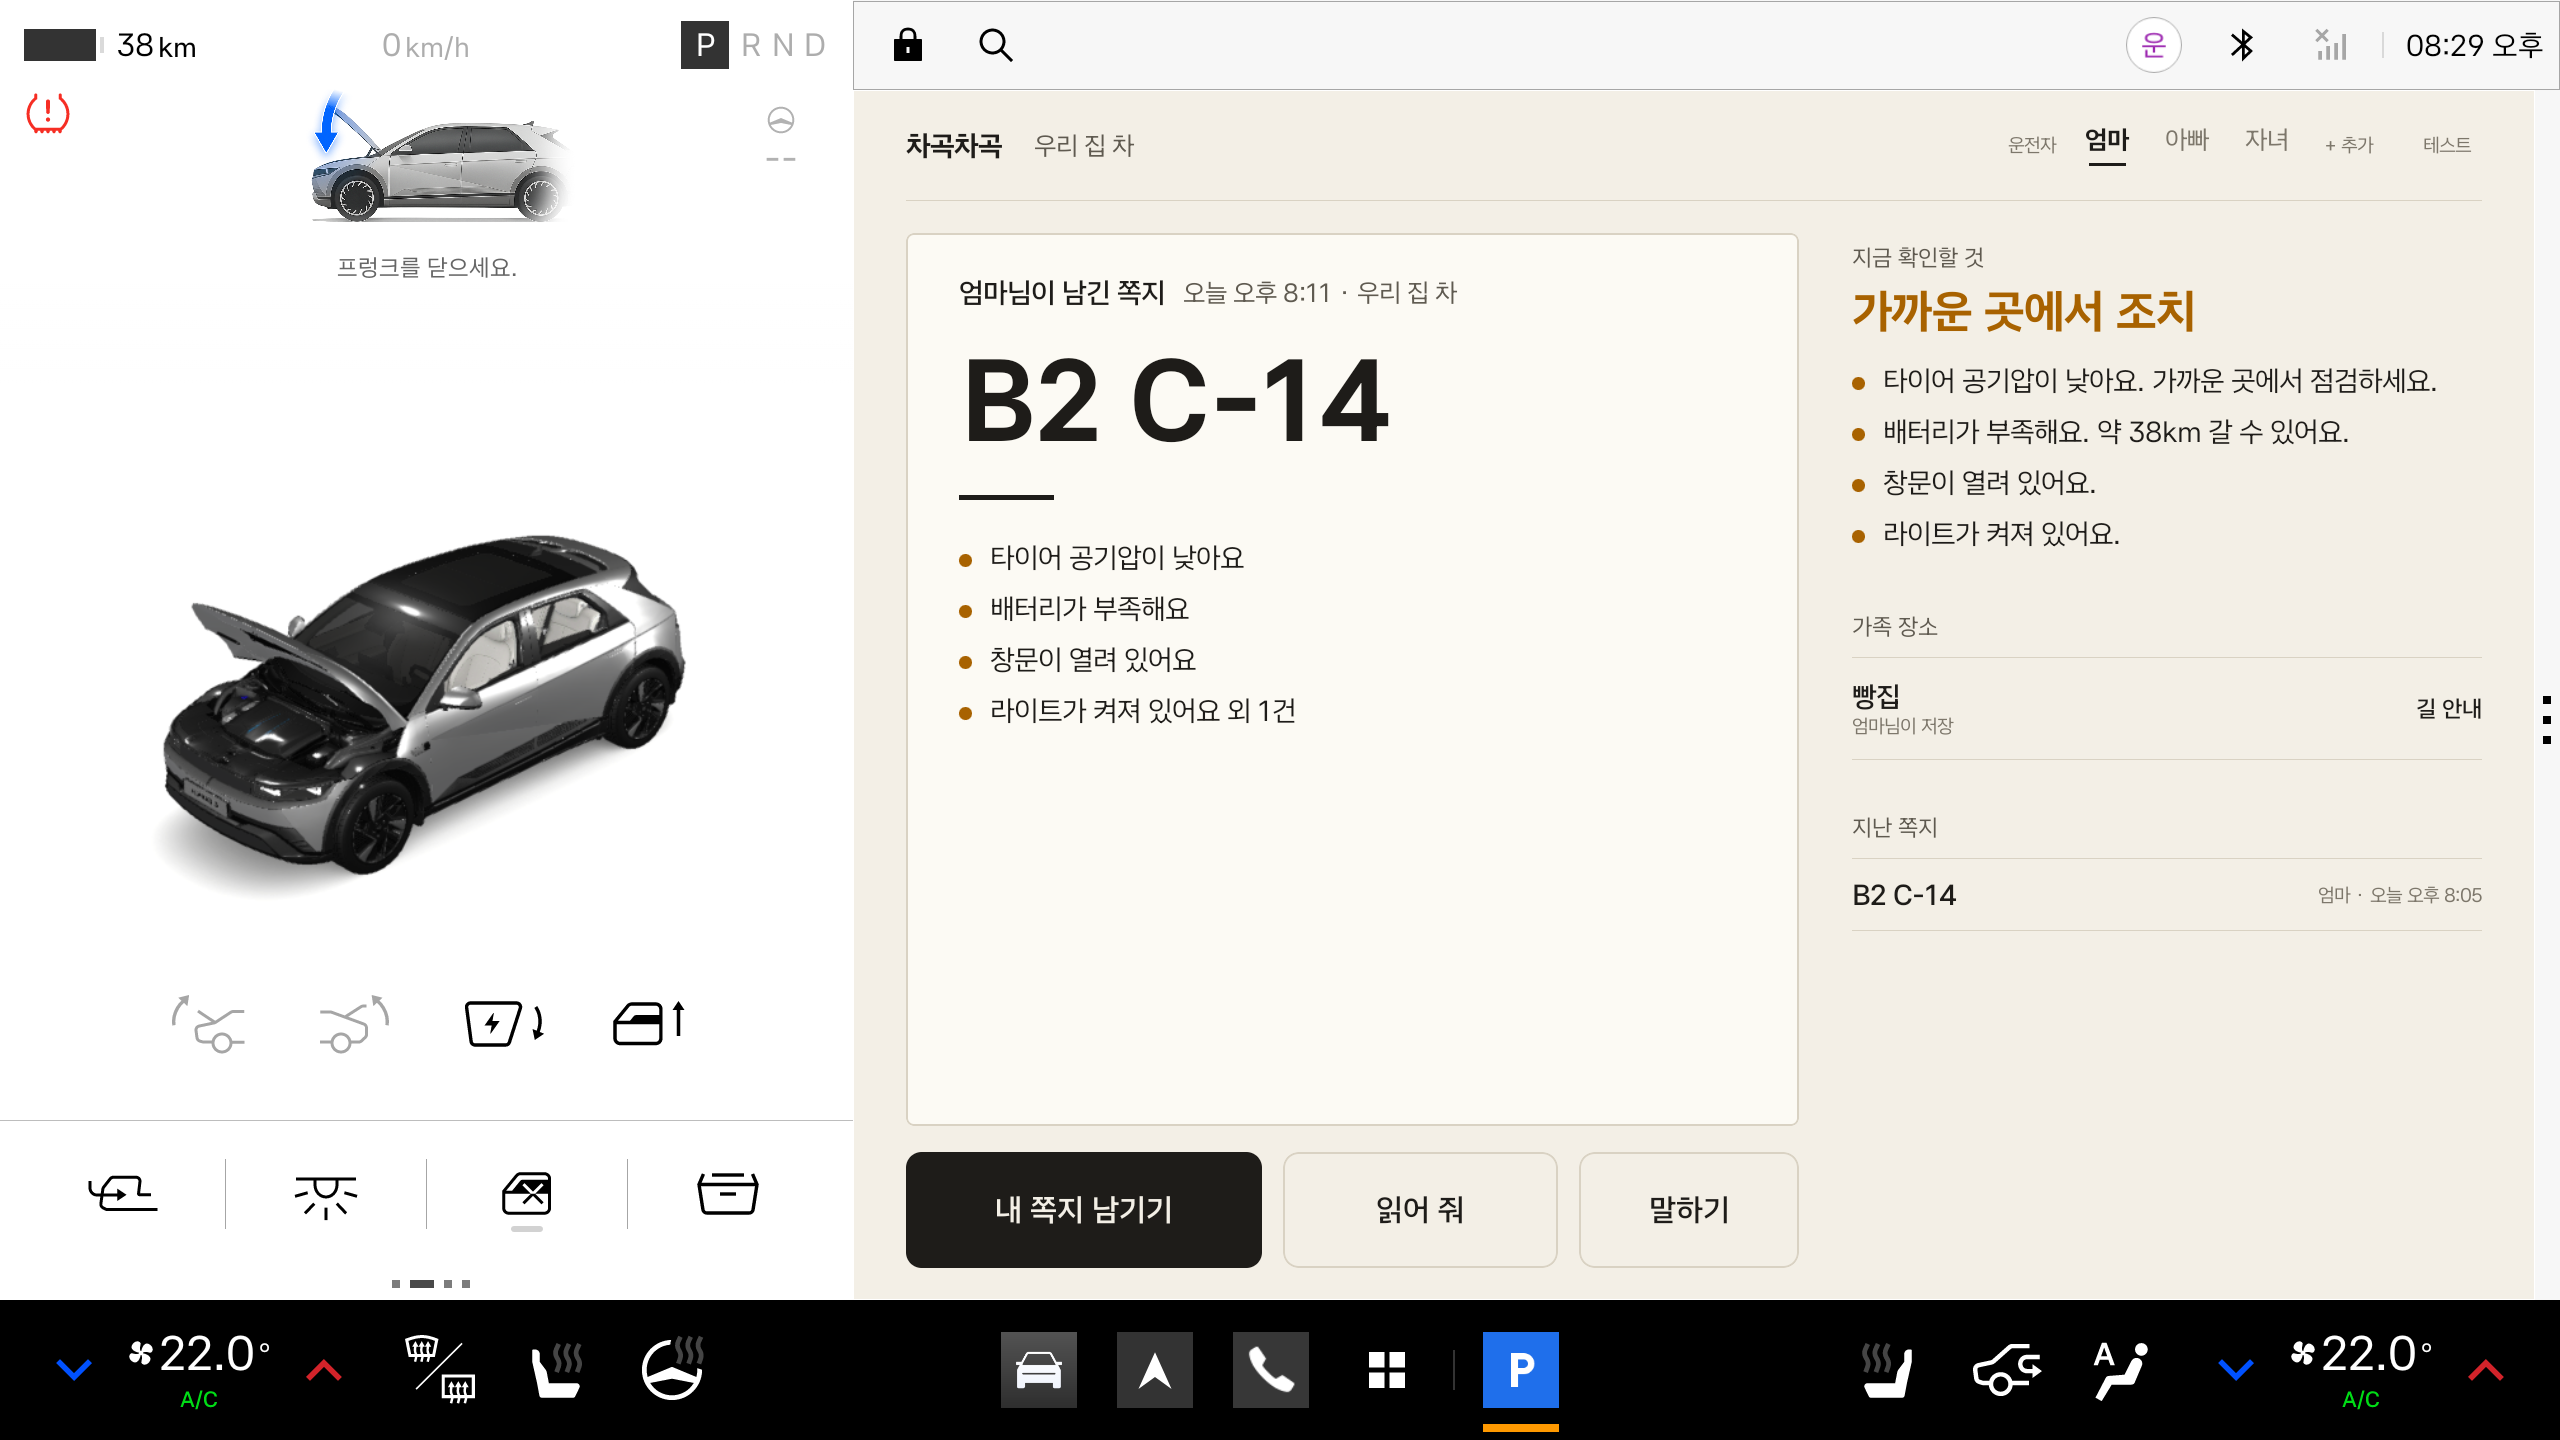 38 km
0 km/h
P R N D
프렁크를 닫으세요.
운
08:29 오후
차곡차곡 우리 집 차
운전자 엄마 아빠 자녀 + 추가 테스트
엄마님이 남긴 쪽지 오늘 오후 8:11 · 우리 집 차
B2 C-14
타이어 공기압이 낮아요
배터리가 부족해요
창문이 열려 있어요
라이트가 켜져 있어요 외 1건
내 쪽지 남기기
읽어 줘
말하기
지금 확인할 것
가까운 곳에서 조치
타이어 공기압이 낮아요. 가까운 곳에서 점검하세요.
배터리가 부족해요. 약 38km 갈 수 있어요.
창문이 열려 있어요.
라이트가 켜져 있어요.
가족 장소
빵집
엄마님이 저장
길 안내
지난 쪽지
B2 C-14 엄마 · 오늘 오후 8:05
22.0°
A/C
P
A
22.0°
A/C